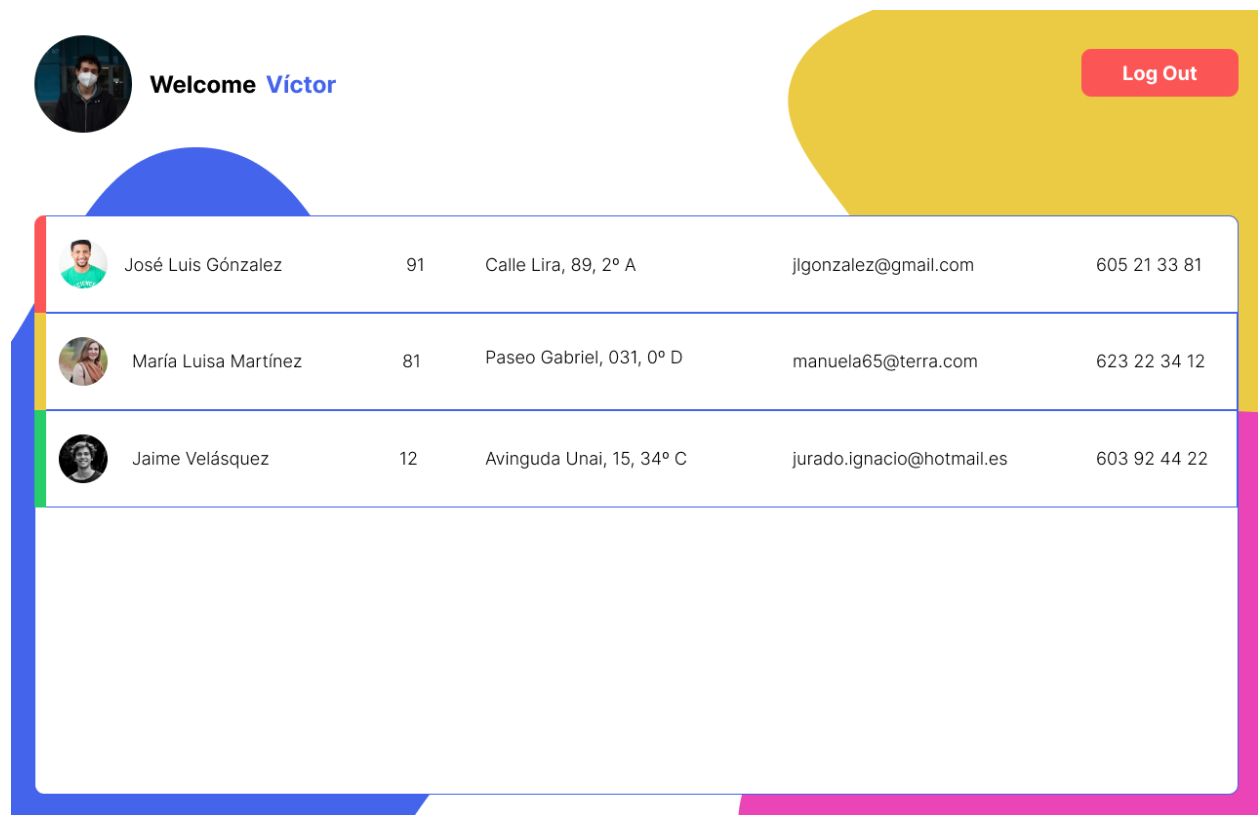 Welcome Víctor
Log Out
José Luis Gónzalez 91 Calle Lira, 89, 2º A jlgonzalez@gmail.com 605 21 33 81
María Luisa Martínez 81 Paseo Gabriel, 031, 0º D manuela65@terra.com 623 22 34 12
Jaime Velásquez 12 Avinguda Unai, 15, 34º C jurado.ignacio@hotmail.es 603 92 44 22